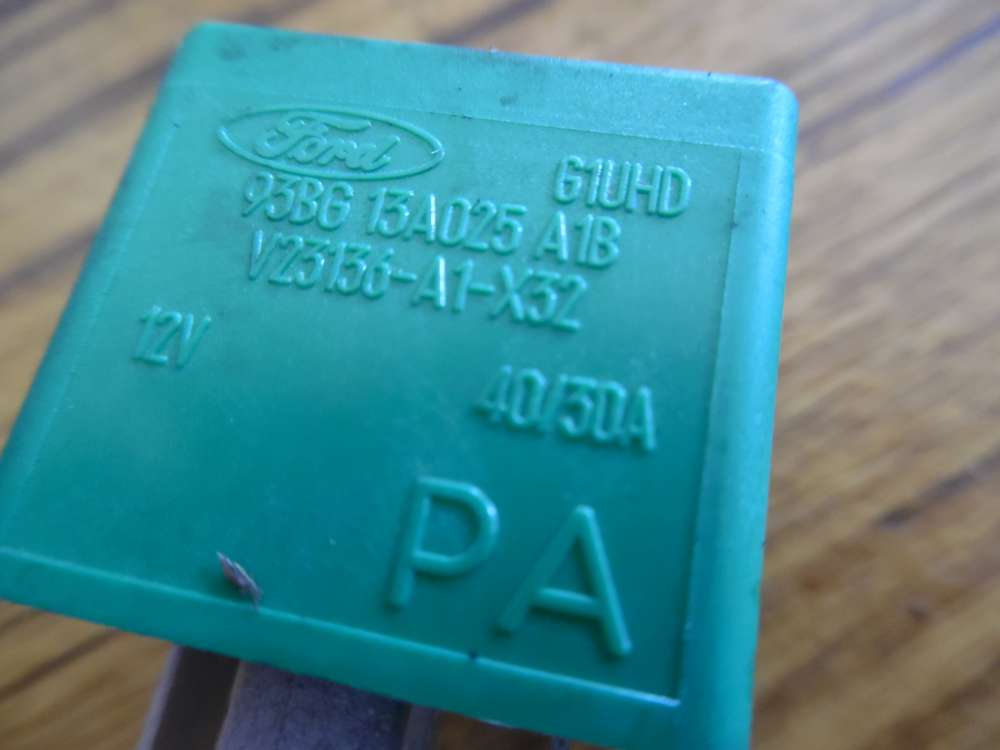 Ford
G1UHD
93BG 13A025 A1B
V23136-A1-X32
12V
40/30A
PA